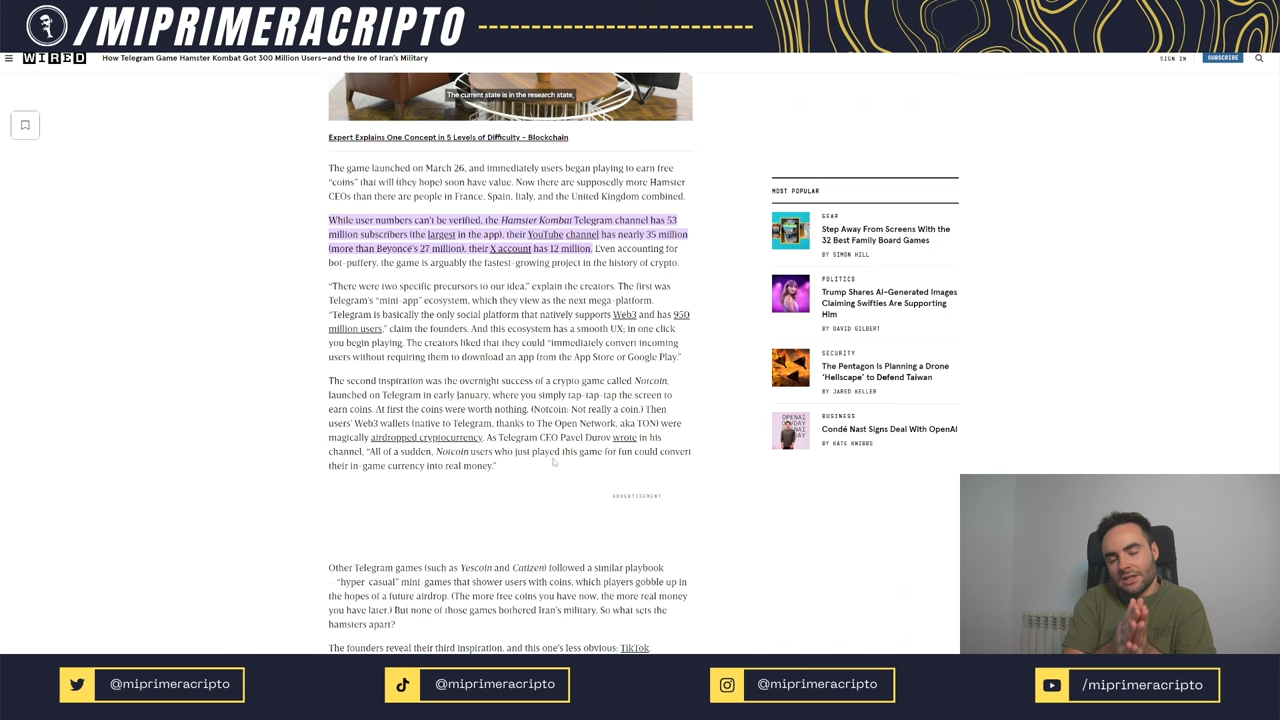 /MIPRIMERACRIPTO
WIRED
How Telegram Game Hamster Kombat Got 300 Million Users—and the Ire of Iran's Military
SIGN IN
SUBSCRIBE
The current state is in the research state,
Expert Explains One Concept in 5 Levels of Difficulty - Blockchain
The game launched on March 26, and immediately users began playing to earn free
"coins" that will (they hope) soon have value. Now there are supposedly more Hamster
CEOs than there are people in France, Spain, Italy, and the United Kingdom combined.
While user numbers can't be verified, the Hamster Kombat Telegram channel has 53
million subscribers (the largest in the app), their YouTube channel has nearly 35 million
(more than Beyoncé's 27 million), their X account has 12 million. Even accounting for
bot-puffery, the game is arguably the fastest-growing project in the history of crypto.
"There were two specific precursors to our idea," explain the creators. The first was
Telegram's "mini-app" ecosystem, which they view as the next mega-platform.
"Telegram is basically the only social platform that natively supports Web3 and has 950
million users," claim the founders. And this ecosystem has a smooth UX; in one click
you begin playing. The creators liked that they could "immediately convert incoming
users without requiring them to download an app from the App Store or Google Play."
The second inspiration was the overnight success of a crypto game called Notcoin,
launched on Telegram in early January, where you simply tap-tap-tap the screen to
earn coins. At first the coins were worth nothing. (Notcoin: Not really a coin.) Then
users' Web3 wallets (native to Telegram, thanks to The Open Network, aka TON) were
magically airdropped cryptocurrency. As Telegram CEO Pavel Durov wrote in his
channel, "All of a sudden, Notcoin users who just played this game for fun could convert
their in-game currency into real money."
ADVERTISEMENT
Other Telegram games (such as Yescoin and Catizen) followed a similar playbook
—"hyper casual" mini games that shower users with coins, which players gobble up in
the hopes of a future airdrop. (The more free coins you have now, the more real money
you have later.) But none of those games bothered Iran's military. So what sets the
hamsters apart?
The founders reveal their third inspiration, and this one's less obvious: TikTok.
MOST POPULAR
GEAR
Step Away From Screens With the
32 Best Family Board Games
BY SIMON HILL
POLITICS
Trump Shares AI-Generated Images
Claiming Swifties Are Supporting
Him
BY DAVID GILBERT
SECURITY
The Pentagon Is Planning a Drone
'Hellscape' to Defend Taiwan
BY JARED KELLER
BUSINESS
Condé Nast Signs Deal With OpenAI
BY KATE KNIBBS
@miprimeracripto
@miprimeracripto
@miprimeracripto
/miprimeracripto